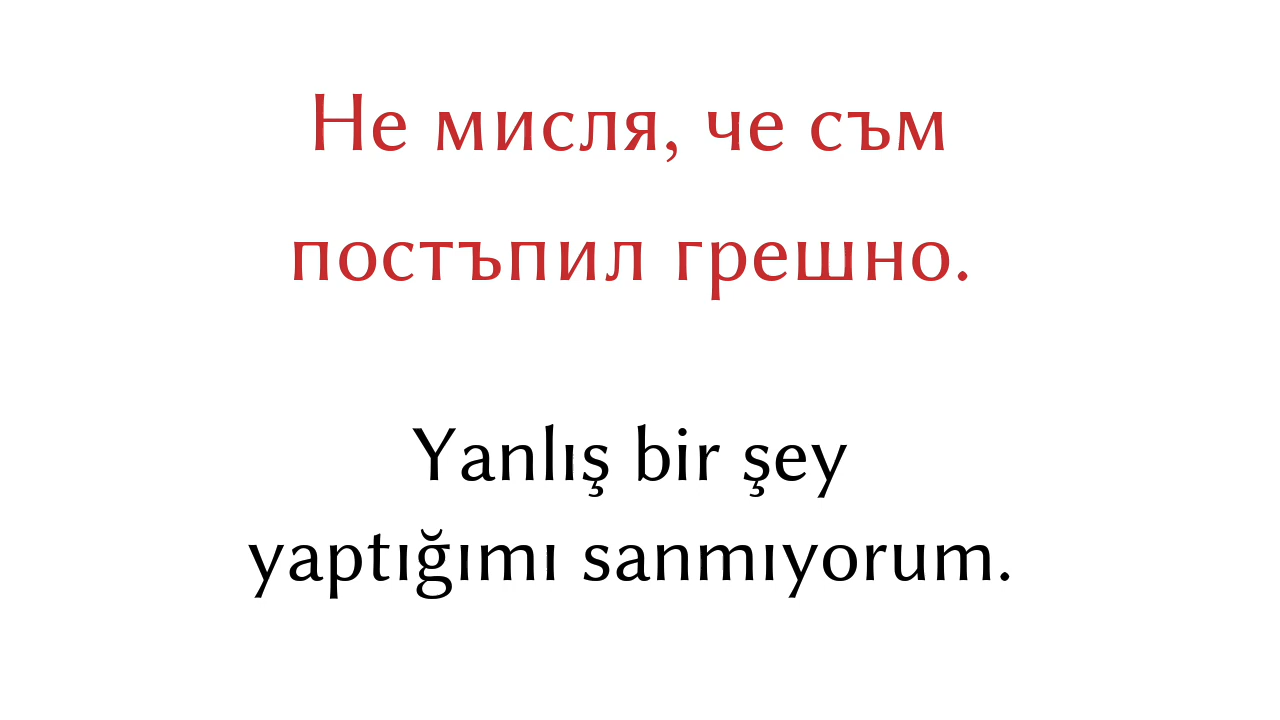 Не мисля, че съм
постъпил грешно.
Yanlış bir şey
yaptığımı sanmıyorum.